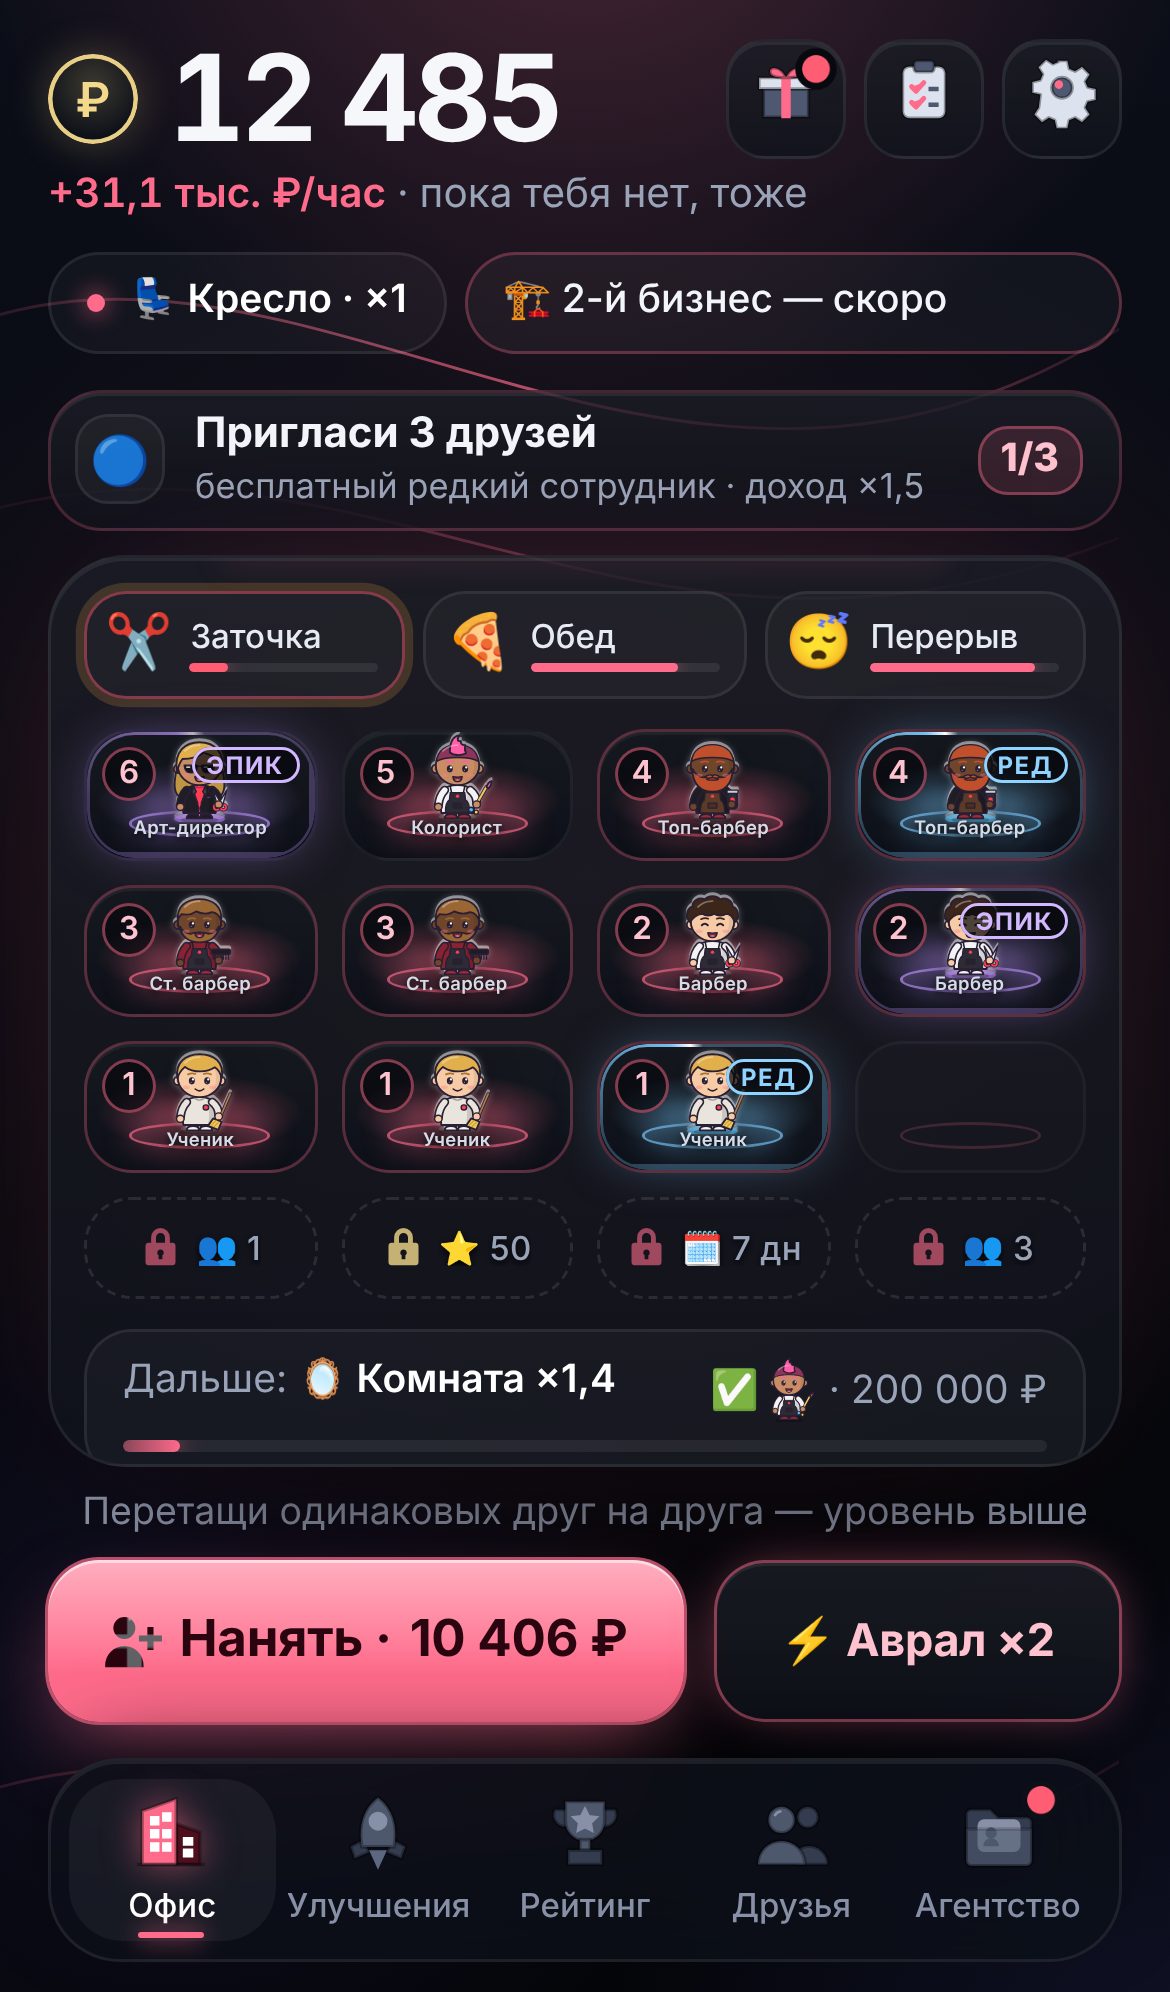 ₽ 12 485
+31,1 тыс. ₽/час · пока тебя нет, тоже
Кресло · ×1
2-й бизнес — скоро
Пригласи 3 друзей
бесплатный редкий сотрудник · доход ×1,5
1/3
Заточка
Обед
Перерыв
6 ЭПИК
Арт-директор
5
Колорист
4
Топ-барбер
4 РЕД
Топ-барбер
3
Ст. барбер
3
Ст. барбер
2
Барбер
2 ЭПИК
Барбер
1
Ученик
1
Ученик
1 РЕД
Ученик
1
50
7 дн
3
Дальше: Комната ×1,4
· 200 000 ₽
Перетащи одинаковых друг на друга — уровень выше
Нанять · 10 406 ₽
Аврал ×2
Офис
Улучшения
Рейтинг
Друзья
Агентство